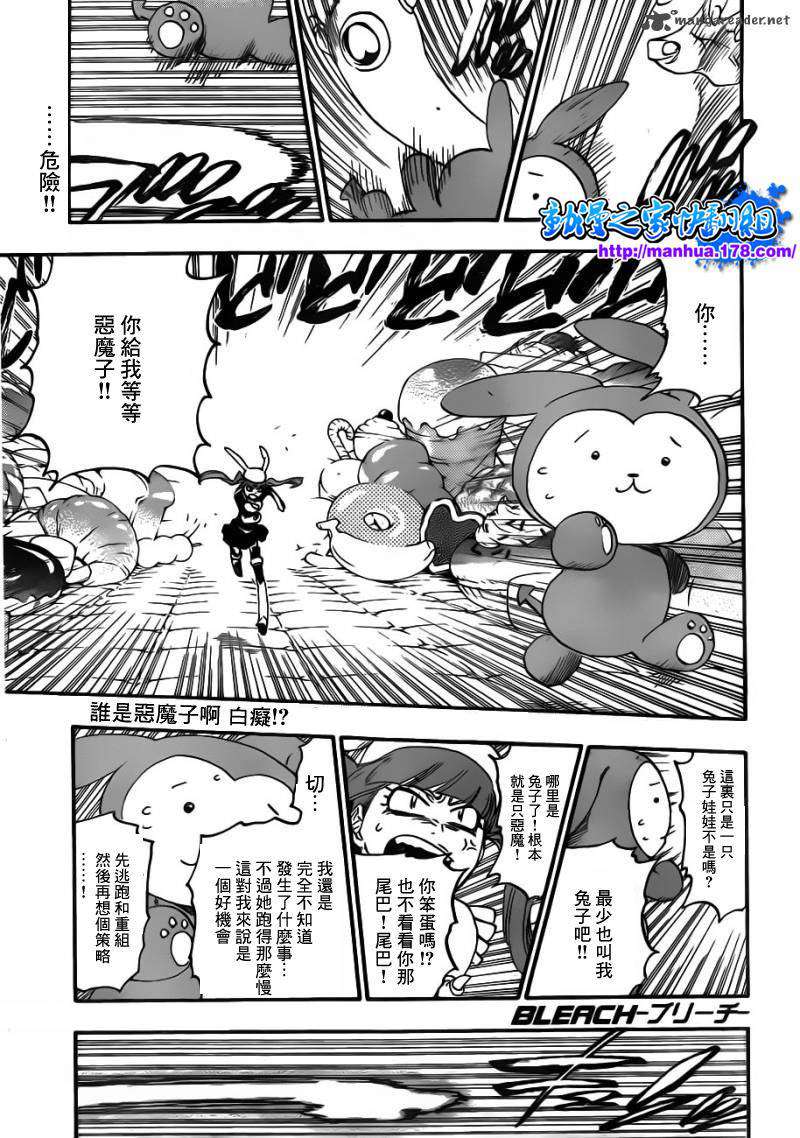 mangareader.net
……
危險!!
動漫之家汉化组
http://manhua.178.com/
你……
你給我等等
惡魔子!!
誰是惡魔子啊 白癡!?
這裏只是一只
兔子娃娃不是嗎?
最少也叫我
兔子吧!!
哪里是
兔子了!根本
就是只惡魔!
你笨蛋嗎!?
也不看看你那
尾巴!尾巴!
切…
我還是
完全不知道
發生了什麼事…
不過她跑得那麼慢
這對我來說是
一個好機會
先逃跑和重組
然後再想個策略
……!
BLEACH-ブリーチ-